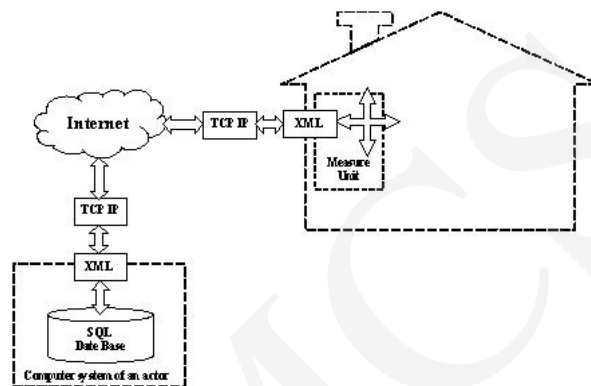 Internet
TCP IP
XML
Measure
Unit
TCP IP
XML
SQL
Date Base
Computer system of an actor